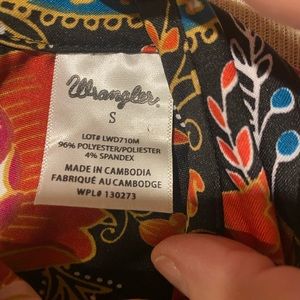 Wrangler
S
LOT# LWD710M
96% POLYESTER/POLIESTER
4% SPANDEX
MADE IN CAMBODIA
FABRIQUÉ AU CAMBODGE
WPL# 130273